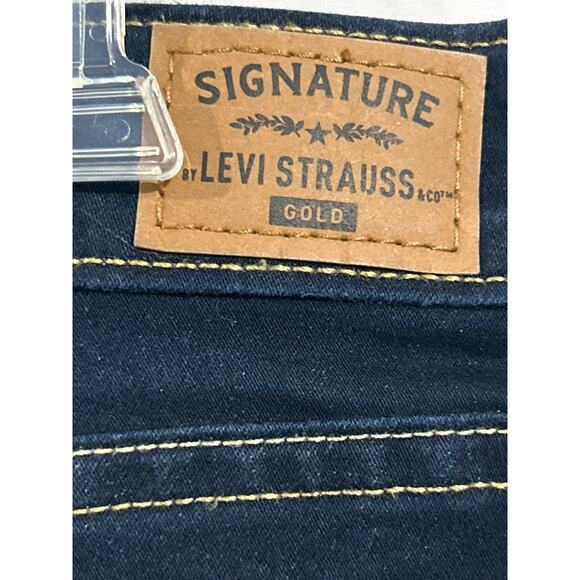 SIGNATURE
BY LEVI STRAUSS & CO™
GOLD